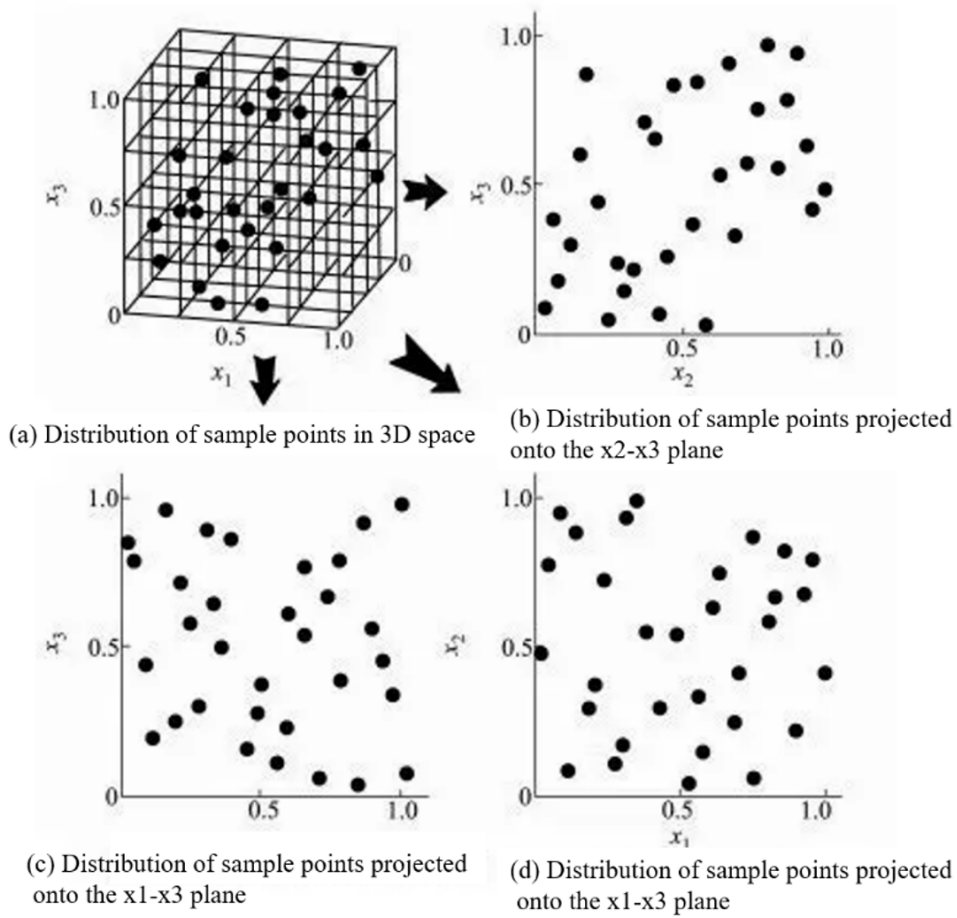 1.0
x3
0.5
0
0
0.5
1.0
x1
(a) Distribution of sample points in 3D space
1.0
x3
0.5
0
0.5
1.0
x2
(b) Distribution of sample points projected
onto the x2-x3 plane
1.0
x3
0.5
0
0.5
1.0
(c) Distribution of sample points projected
onto the x1-x3 plane
1.0
x2
0.5
0
0.5
1.0
x1
(d) Distribution of sample points projected
onto the x1-x3 plane